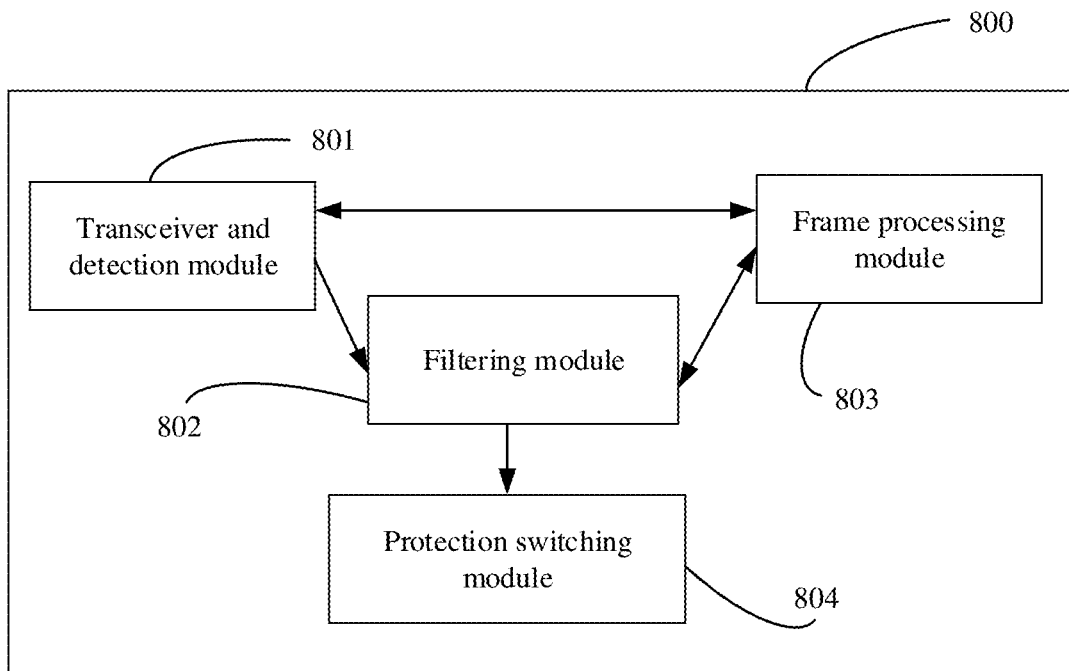 800
801
Transceiver and
detection module
Frame processing
module
Filtering module
802
803
Protection switching
module
804